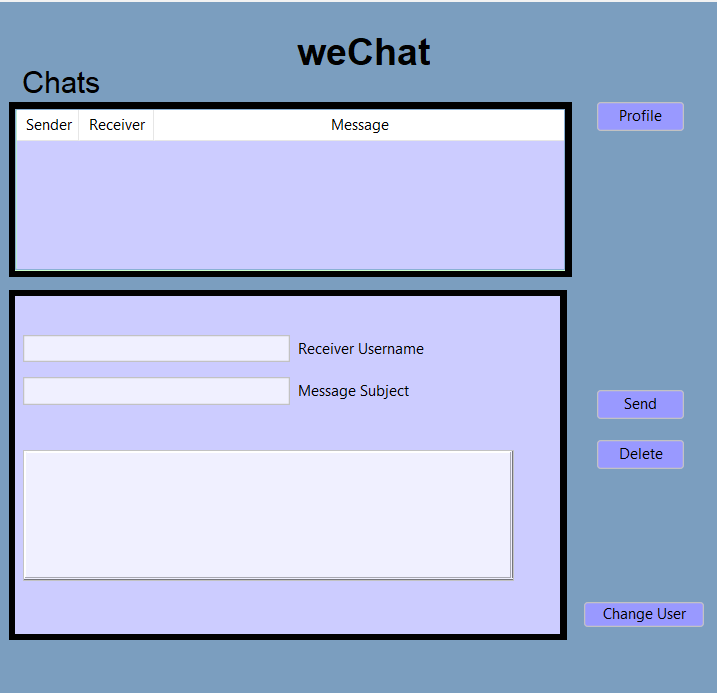 weChat
Chats
Profile
Sender Receiver Message
Receiver Username
Message Subject
Send
Delete
Change User